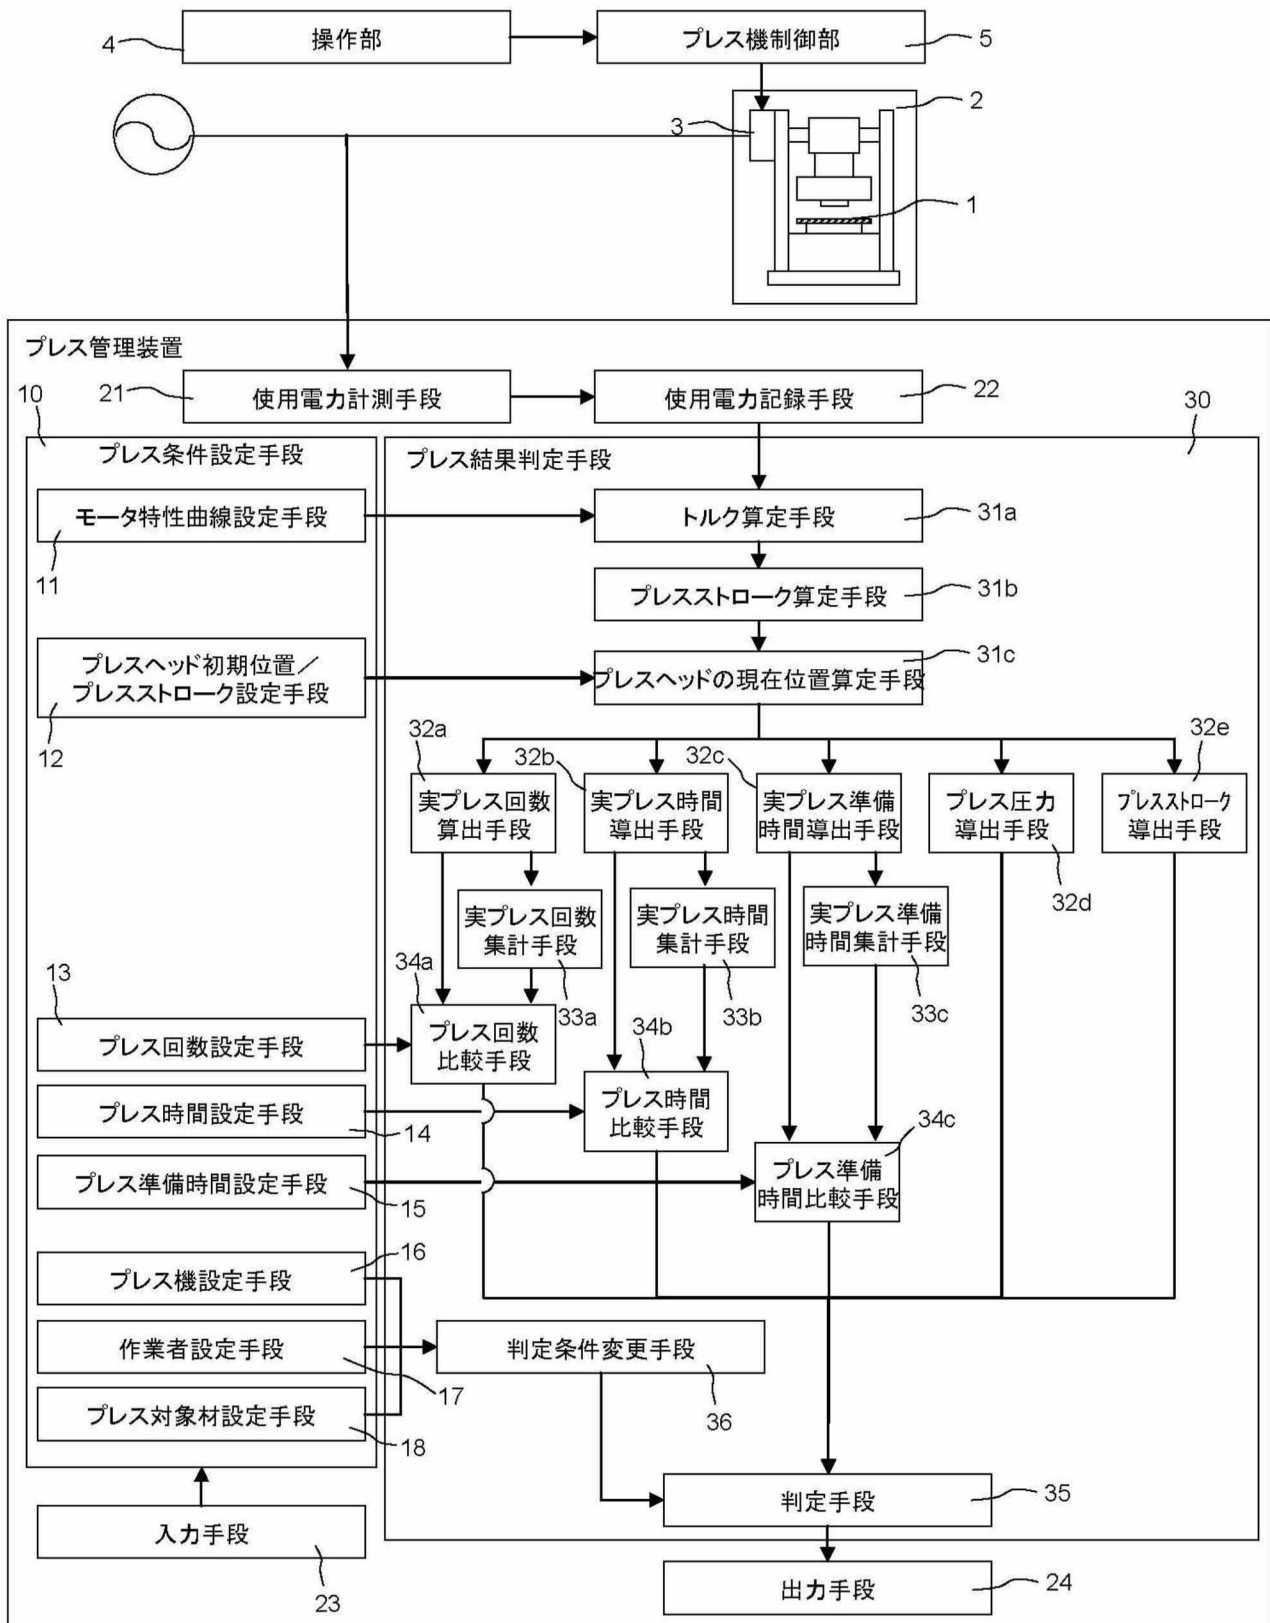 4
操作部
プレス機制御部
5
2
3
1
プレス管理装置
21
使用電力計測手段
使用電力記録手段
22
10
30
プレス条件設定手段
プレス結果判定手段
モータ特性曲線設定手段
トルク算定手段
31a
11
プレスストローク算定手段
31b
プレスヘッド初期位置／
プレスストローク設定手段
プレスヘッドの現在位置算定手段
31c
12
32a
32b
32c
32e
実プレス回数
算出手段
実プレス時間
導出手段
実プレス準備
時間導出手段
プレス圧力
導出手段
プレスストローク
導出手段
32d
実プレス回数
集計手段
実プレス時間
集計手段
実プレス準備
時間集計手段
13
34a
33a
33b
33c
プレス回数設定手段
プレス回数
比較手段
34b
プレス時間設定手段
14
プレス時間
比較手段
34c
プレス準備時間設定手段
15
プレス準備
時間比較手段
16
プレス機設定手段
作業者設定手段
17
判定条件変更手段
36
プレス対象材設定手段
18
判定手段
35
入力手段
23
出力手段
24